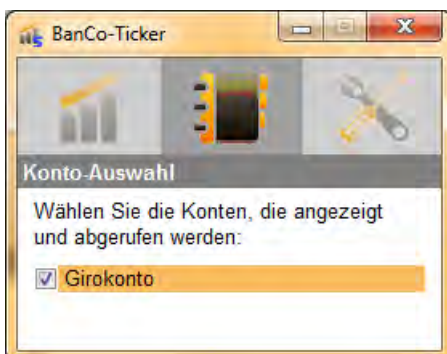 BanCo-Ticker
Konto-Auswahl
Wählen Sie die Konten, die angezeigt
und abgerufen werden:
Girokonto